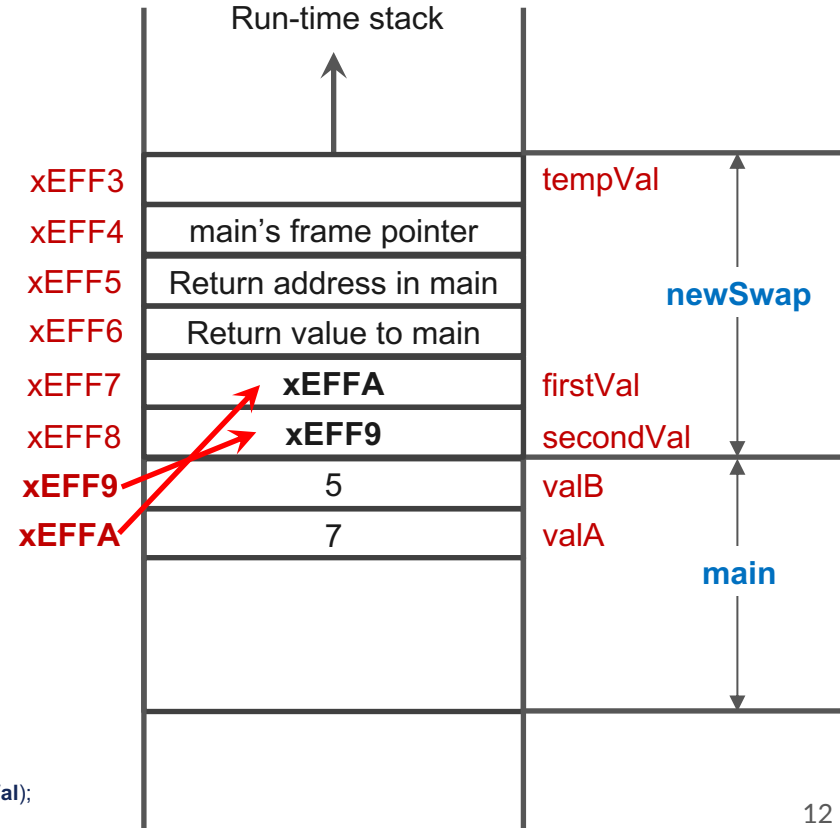 Run-time stack
xEFF3 tempVal
xEFF4 main's frame pointer
xEFF5 Return address in main
newSwap
xEFF6 Return value to main
xEFF7 xEFFA firstVal
xEFF8 xEFF9 secondVal
xEFF9 5 valB
xEFFA 7 valA
main
al);
12